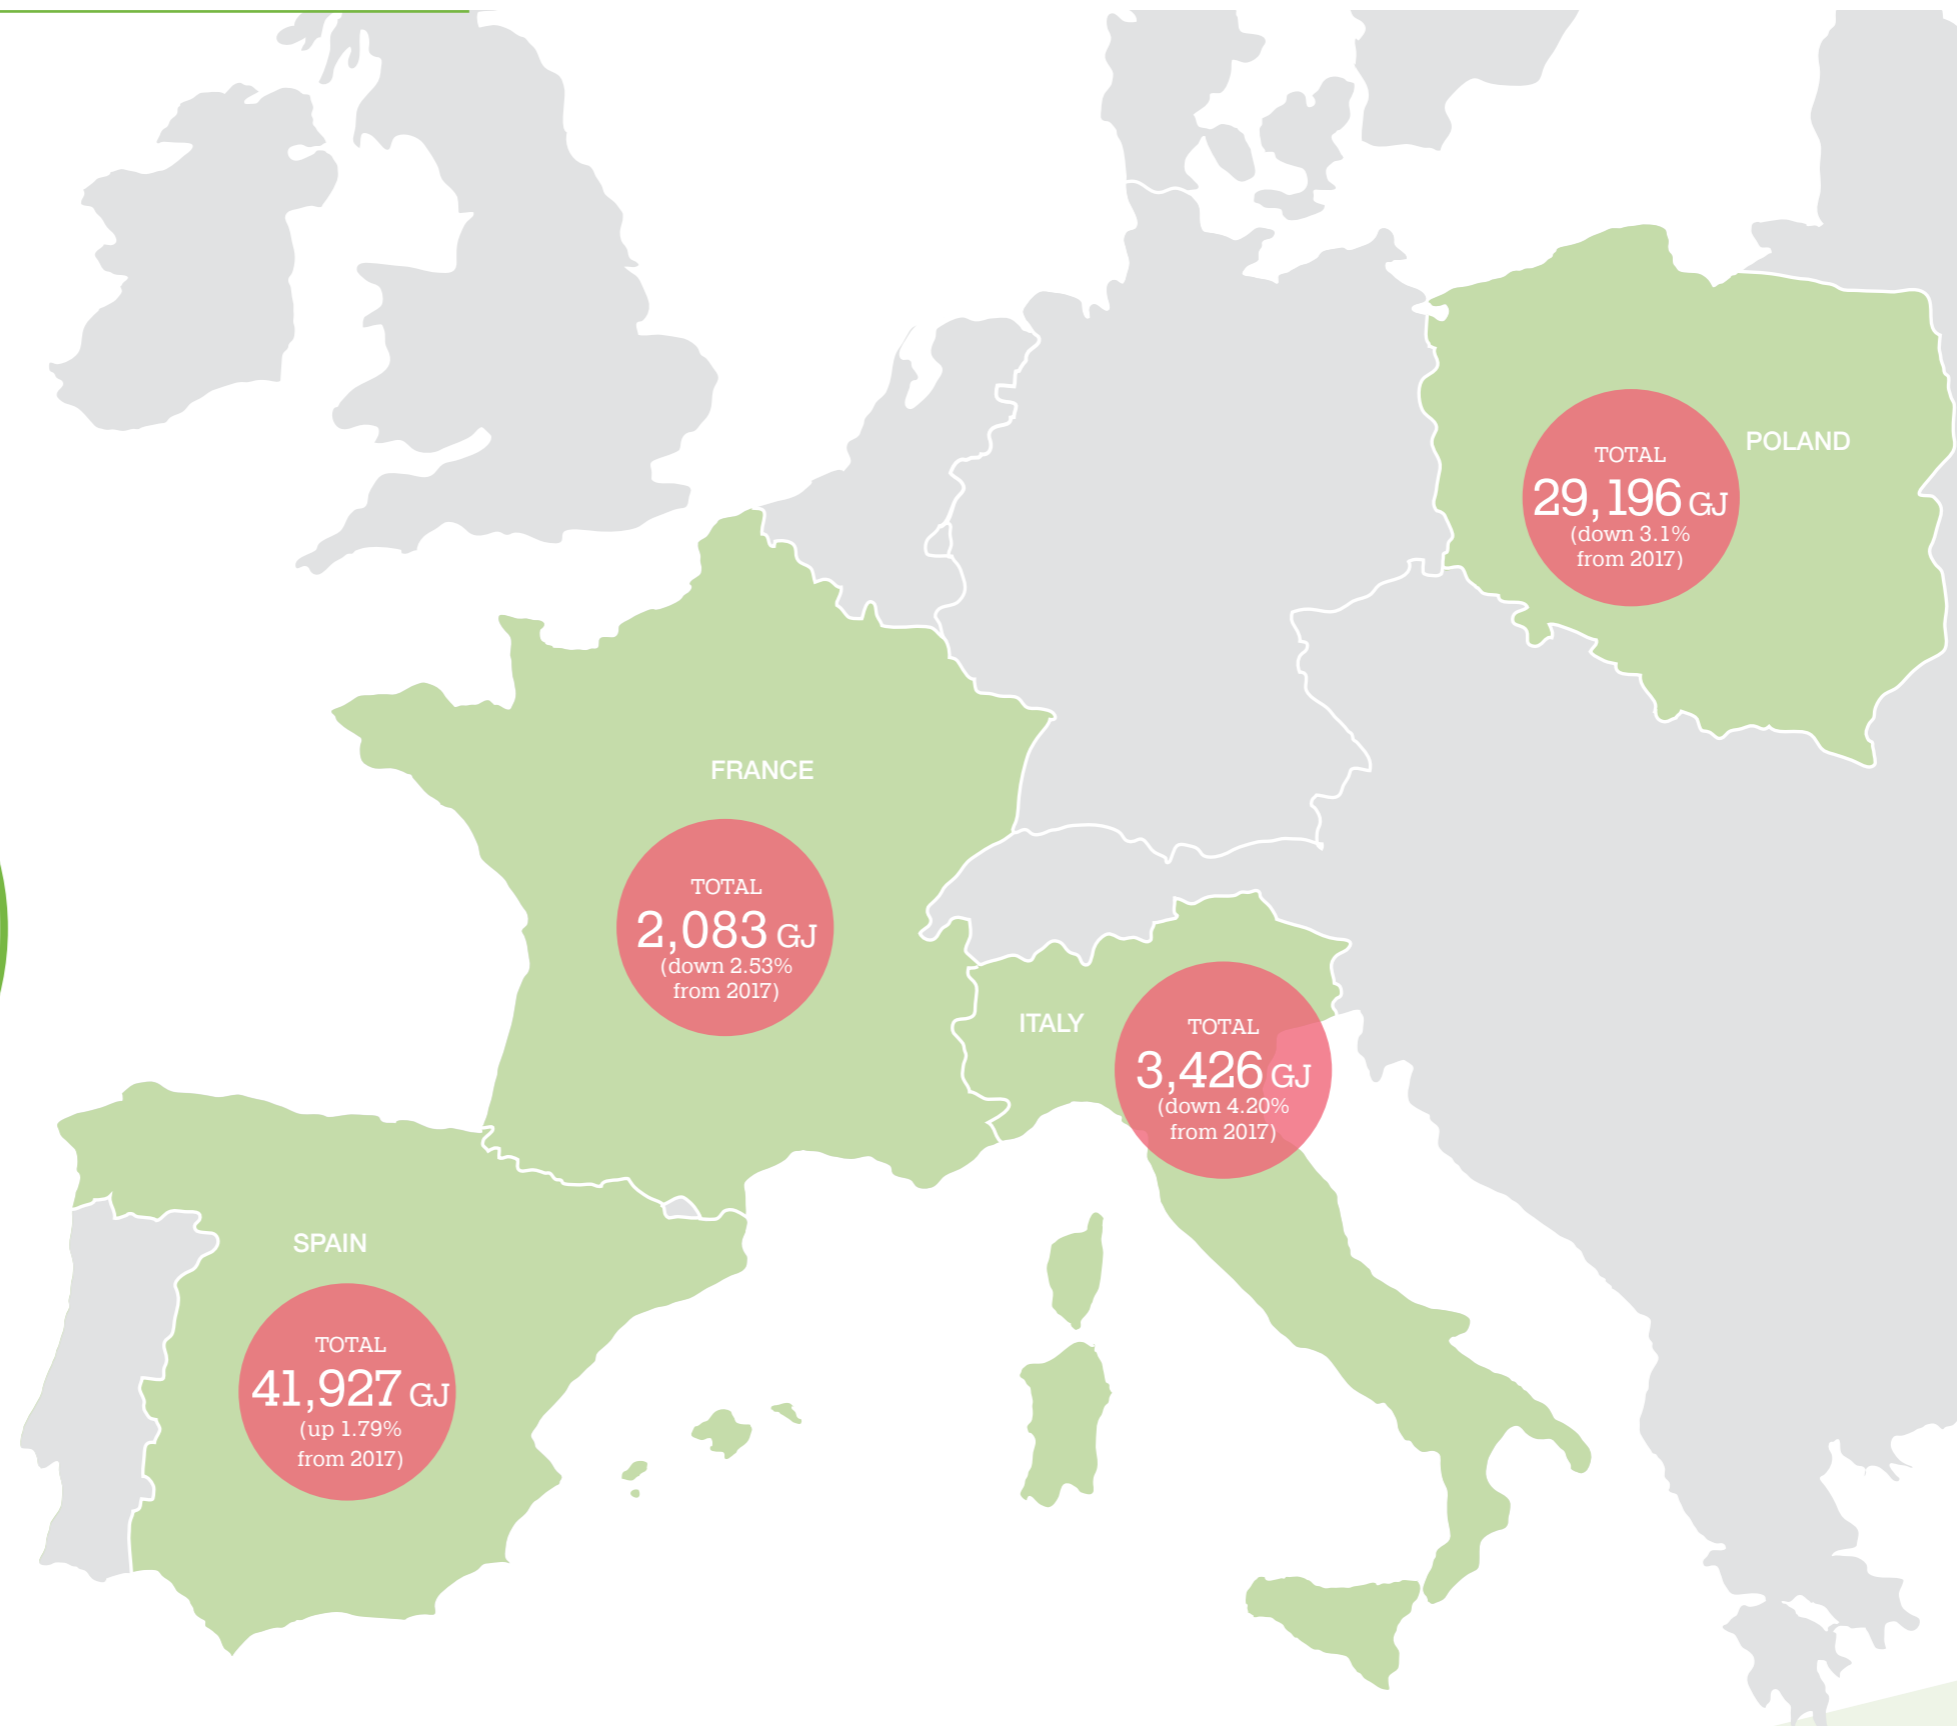 POLAND
TOTAL
29,196 GJ
(down 3.1%
from 2017)
FRANCE
TOTAL
2,083 GJ
(down 2.53%
from 2017)
ITALY
TOTAL
3,426 GJ
(down 4.20%
from 2017)
SPAIN
TOTAL
41,927 GJ
(up 1.79%
from 2017)